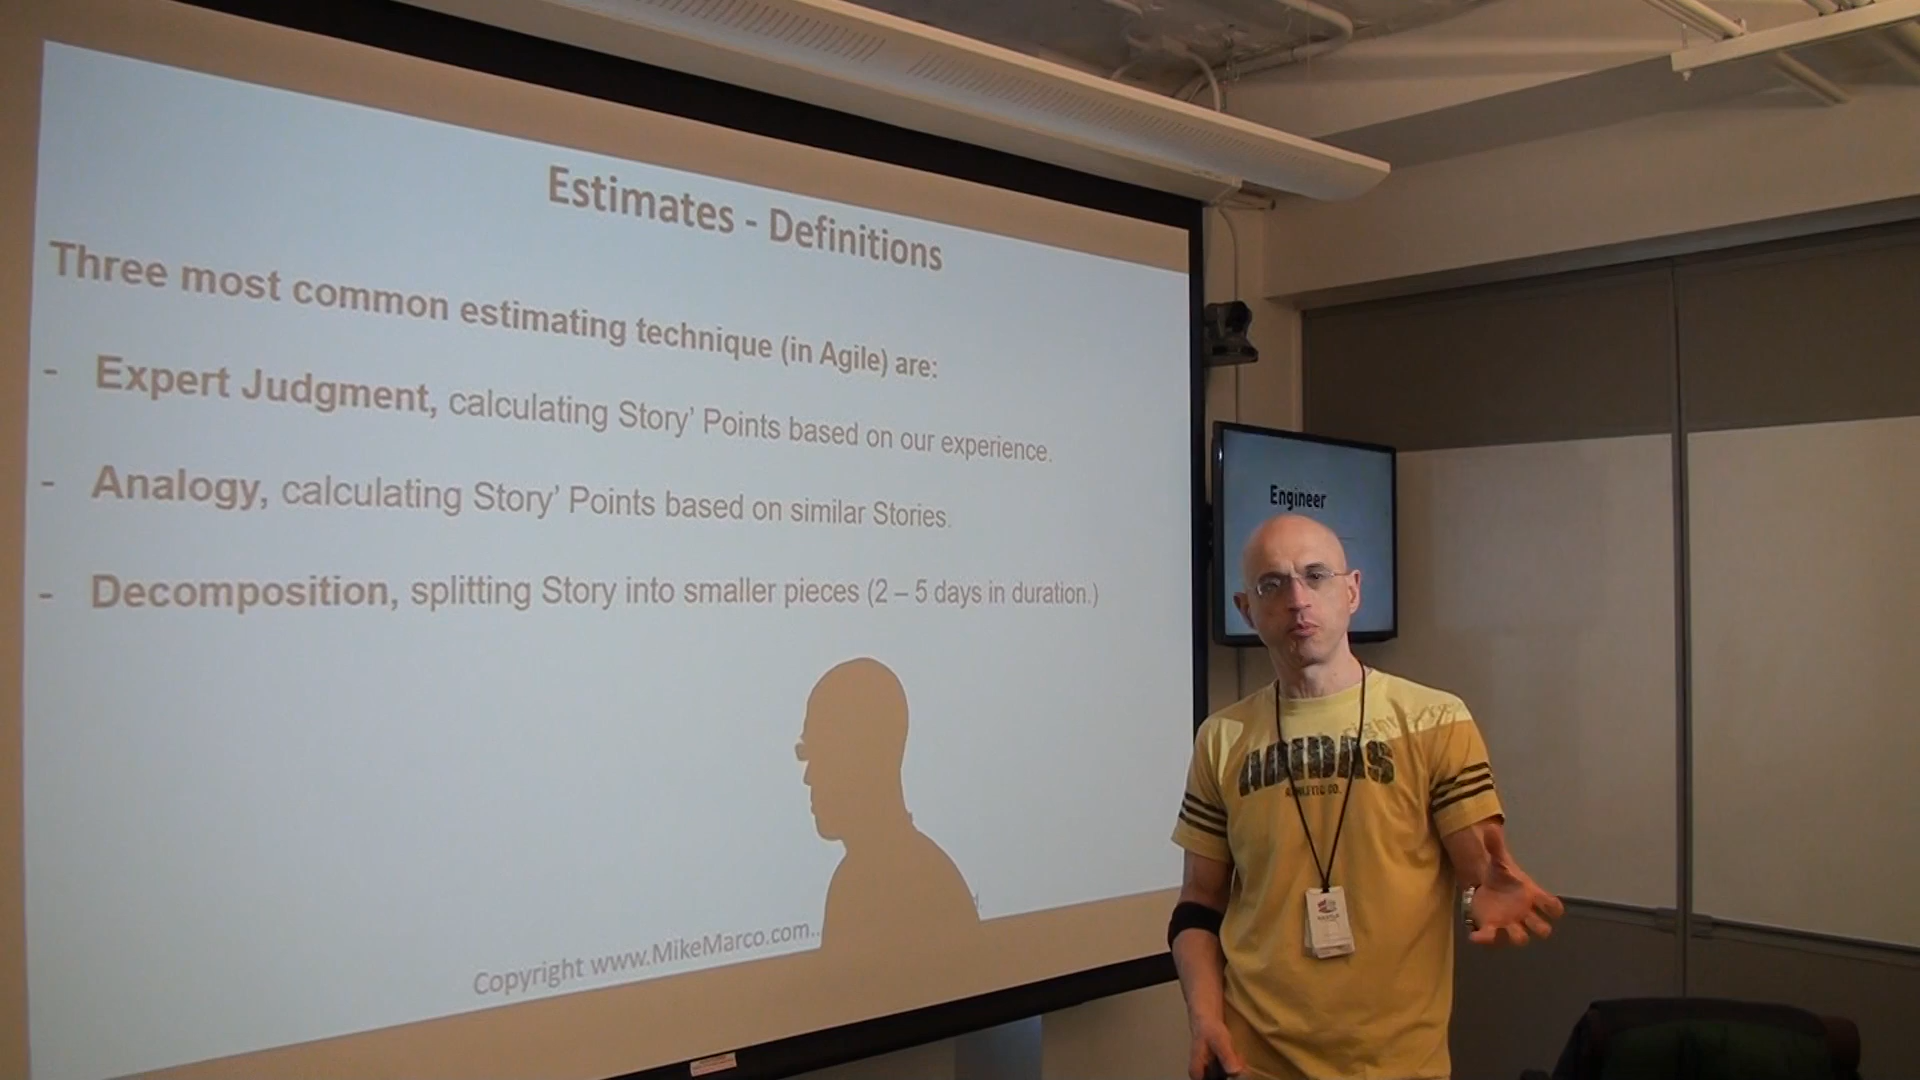 Estimates - Definitions
Three most common estimating technique (in Agile) are:
- Expert Judgment, calculating Story' Points based on our experience.
- Analogy, calculating Story' Points based on similar Stories.
- Decomposition, splitting Story into smaller pieces (2 – 5 days in duration.)
Copyright www.MikeMarco.com..
Engineer
ADIDAS
ATHLETIC CO.